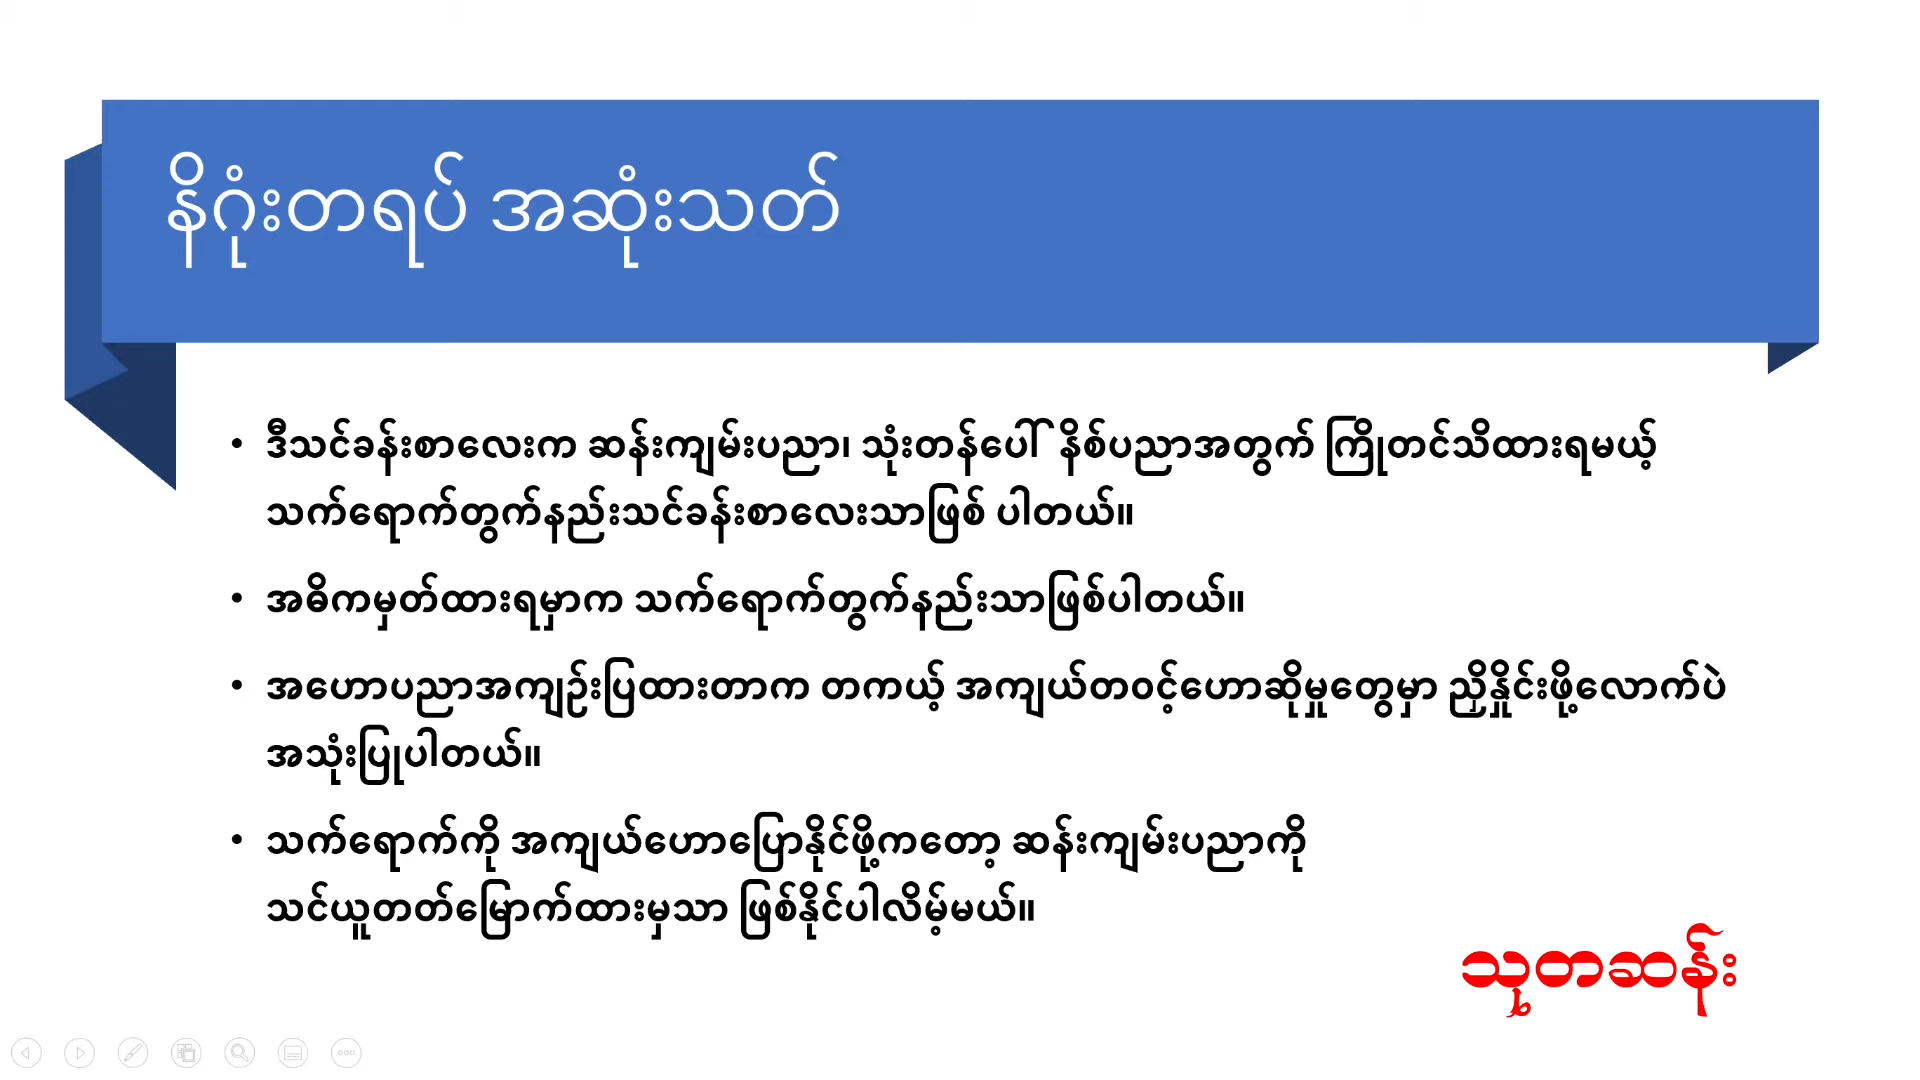 နိဂုံးတရပ် အဆုံးသတ်
• ဒီသင်ခန်းစာလေးက ဆန်းကျမ်းပညာ၊ သုံးတန်ပေါ် နိစ်ပညာအတွက် ကြိုတင်သိထားရမယ့်
သက်ရောက်တွက်နည်းသင်ခန်းစာလေးသာဖြစ် ပါတယ်။
• အဓိကမှတ်ထားရမှာက သက်ရောက်တွက်နည်းသာဖြစ်ပါတယ်။
• အဟောပညာအကျဉ်းပြထားတာက တကယ့် အကျယ်တဝင့်ဟောဆိုမှုတွေမှာ ညှိနှိုင်းဖို့လောက်ပဲ
အသုံးပြုပါတယ်။
• သက်ရောက်ကို အကျယ်ဟောပြောနိုင်ဖို့ကတော့ ဆန်းကျမ်းပညာကို
သင်ယူတတ်မြောက်ထားမှသာ ဖြစ်နိုင်ပါလိမ့်မယ်။
သုတဆန်း